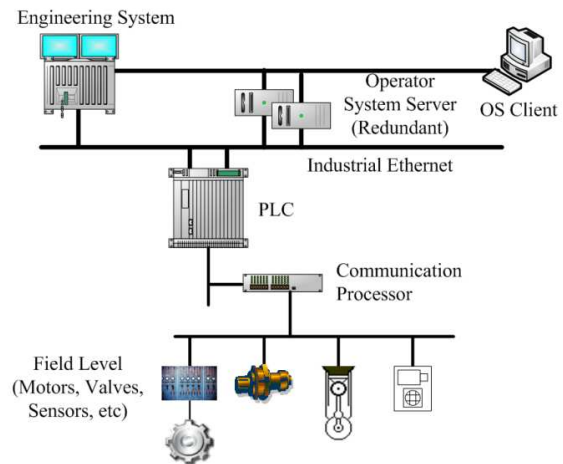 Engineering System
Operator
System Server
(Redundant)
OS Client
Industrial Ethernet
PLC
Communication
Processor
Field Level
(Motors, Valves,
Sensors, etc)